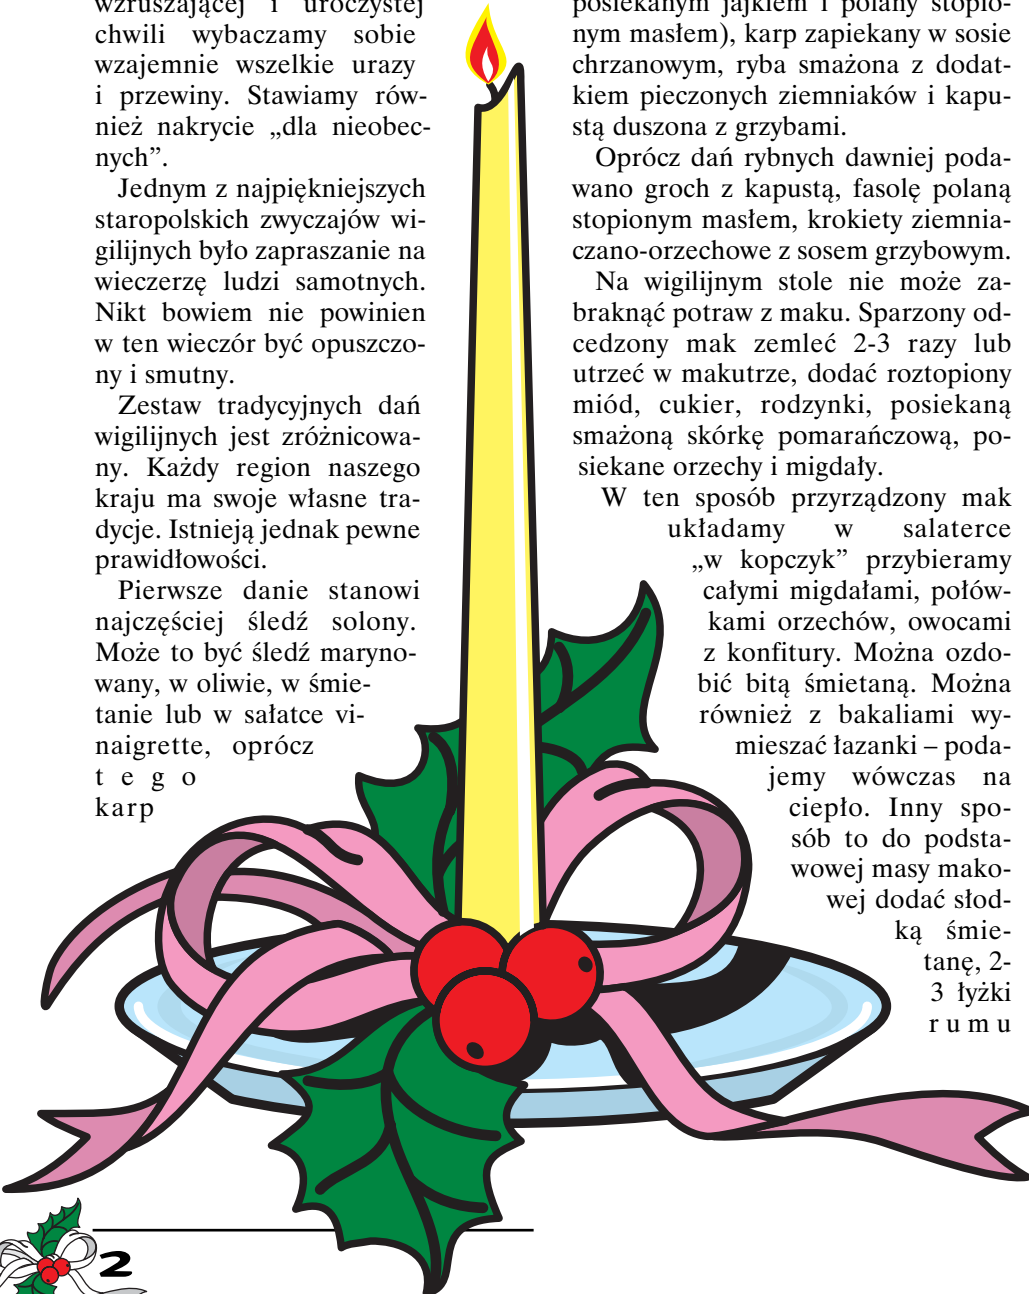 wzruszającej i uroczystej
chwili wybaczamy sobie
wzajemnie wszelkie urazy
i przewiny. Stawiamy rów-
nież nakrycie „dla nieobec-
nych”.
Jednym z najpiękniejszych
staropolskich zwyczajów wi-
gilijnych było zapraszanie na
wieczerzę ludzi samotnych.
Nikt bowiem nie powinien
w ten wieczór być opuszczo-
ny i smutny.
Zestaw tradycyjnych dań
wigilijnych jest zróżnicowa-
ny. Każdy region naszego
kraju ma swoje własne tra-
dycje. Istnieją jednak pewne
prawidłowości.
Pierwsze danie stanowi
najczęściej śledź solony.
Może to być śledź maryno-
wany, w oliwie, w śmie-
tanie lub w sałatce vi-
naigrette, oprócz
t e g o
karp
posiekanym jajkiem i polany stopio-
nym masłem), karp zapiekany w sosie
chrzanowym, ryba smażona z dodat-
kiem pieczonych ziemniaków i kapu-
stą duszona z grzybami.
Oprócz dań rybnych dawniej poda-
wano groch z kapustą, fasolę polaną
stopionym masłem, krokiety ziemnia-
czano-orzechowe z sosem grzybowym.
Na wigilijnym stole nie może za-
braknąć potraw z maku. Sparzony od-
cedzony mak zemleć 2-3 razy lub
utrzeć w makutrze, dodać roztopiony
miód, cukier, rodzynki, posiekaną
smażoną skórkę pomarańczową, po-
siekane orzechy i migdały.
W ten sposób przyrządzony mak
układamy w salaterce
„w kopczyk” przybieramy
całymi migdałami, połów-
kami orzechów, owocami
z konfitury. Można ozdo-
bić bitą śmietaną. Można
również z bakaliami wy-
mieszać łazanki – poda-
jemy wówczas na
ciepło. Inny spo-
sób to do podsta-
wowej masy mako-
wej dodać słod-
ką śmie-
tanę, 2-
3 łyżki
r u m u
2